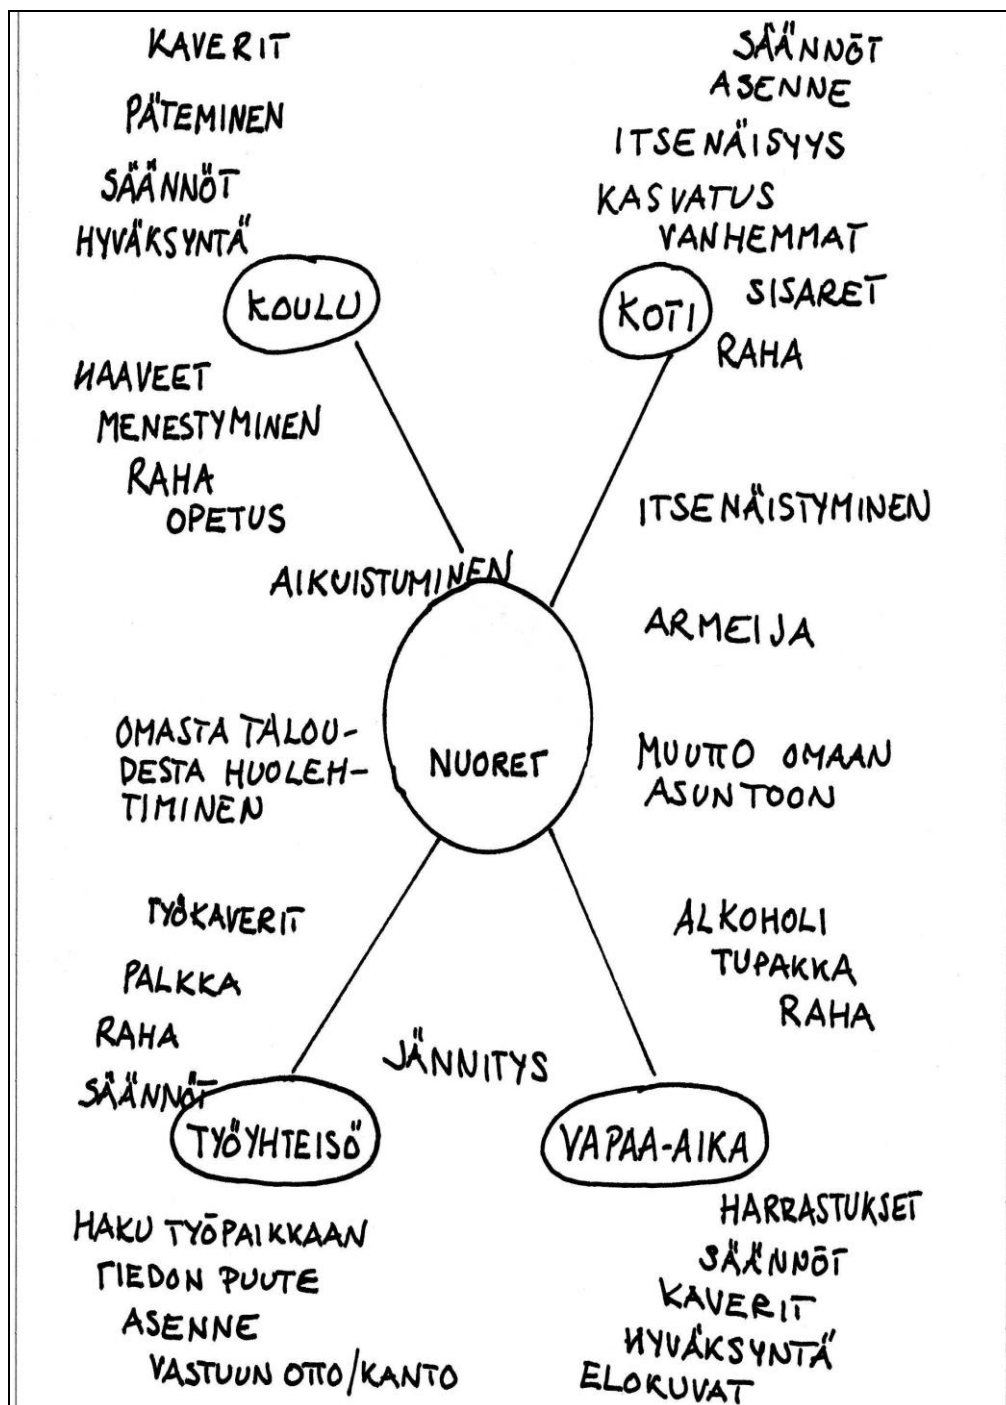 KAVERIT
PÄTEMINEN
SÄÄNNÖT
HYVÄKSYNTÄ
KOULU
HAAVEET
MENESTYMINEN
RAHA
OPETUS
AIKUISTUMINEN
SÄÄNNÖT
ASENNE
ITSENÄISYYS
KASVATUS
VANHEMMAT
SISARET
KOTI
RAHA
ITSENÄISTYMINEN
ARMEIJA
MUUTTO OMAAN
ASUNTOON
NUORET
OMASTA TALOU-
DESTA HUOLEH-
TIMINEN
TYÖKAVERIT
PALKKA
RAHA
SÄÄNNÖT
TYÖYHTEISÖ
HAKU TYÖPAIKKAAN
TIEDON PUUTE
ASENNE
VASTUUN OTTO/KANTO
JÄNNITYS
ALKOHOLI
TUPAKKA
RAHA
VAPAA-AIKA
HARRASTUKSET
SÄÄNNÖT
KAVERIT
HYVÄKSYNTÄ
ELOKUVAT